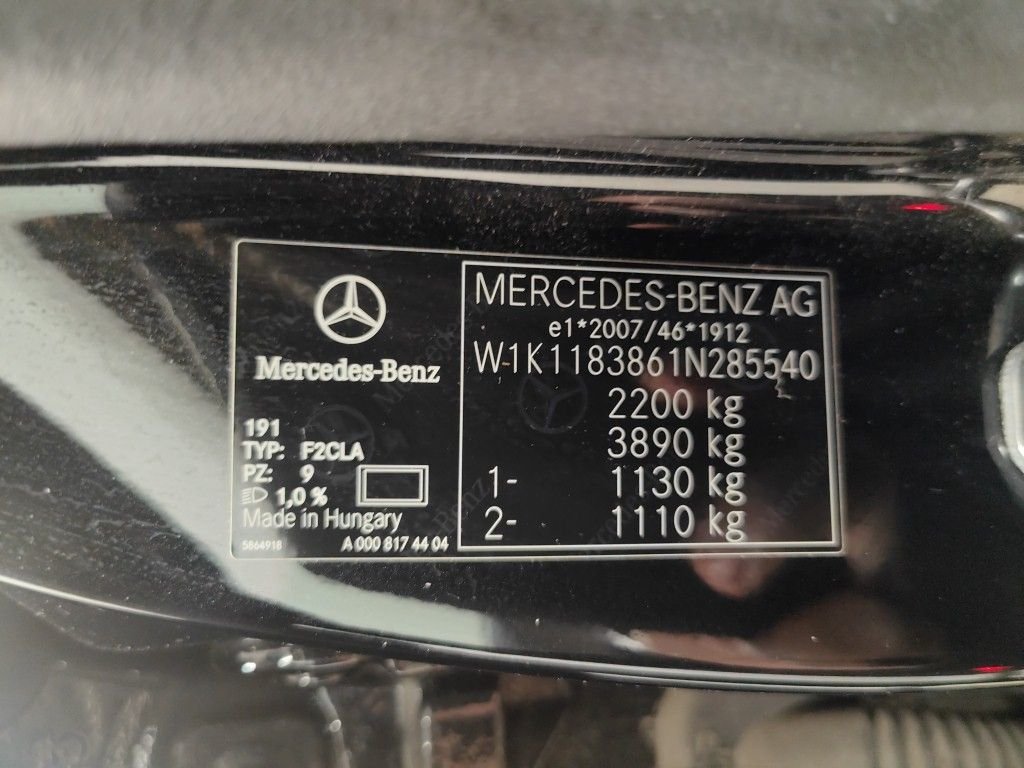 Mercedes-Benz
191
TYP: F2CLA
PZ: 9
1,0 %
Made in Hungary
5864918
A 000 817 44 04
MERCEDES-BENZ AG
e1*2007/46*1912
W1K1183861N285540
2200 kg
3890 kg
1- 1130 kg
2- 1110 kg